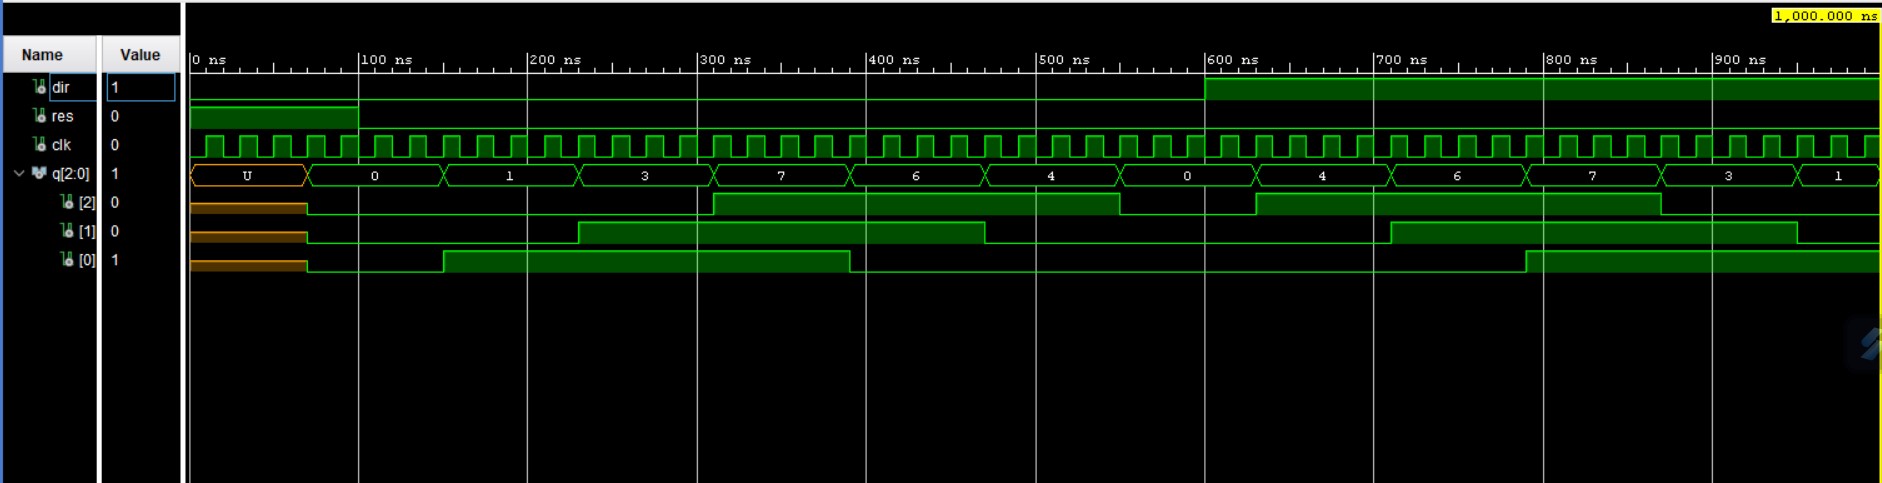 1,000.000 ns
Name Value
0 ns 100 ns 200 ns 300 ns 400 ns 500 ns 600 ns 700 ns 800 ns 900 ns
dir 1
res 0
clk 0
q[2:0] 1 U 0 1 3 7 6 4 0 4 6 7 3 1
[2] 0
[1] 0
[0] 1